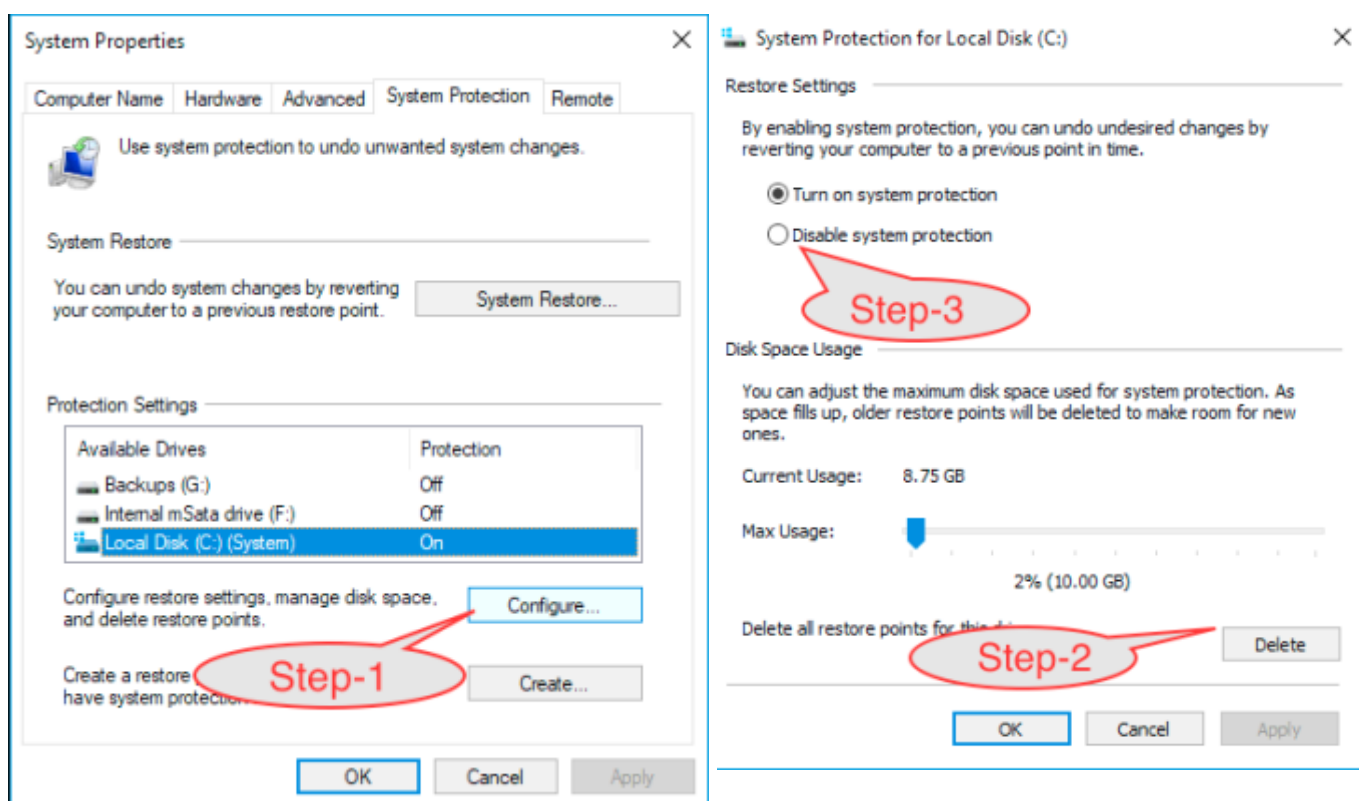 System Properties
Computer Name Hardware Advanced System Protection Remote
Use system protection to undo unwanted system changes.
System Restore
You can undo system changes by reverting
your computer to a previous restore point.
System Restore...
Protection Settings
Available Drives Protection
Backups (G:) Off
Internal mSata drive (F:) Off
Local Disk (C:) (System) On
Configure restore settings, manage disk space,
and delete restore points.
Configure...
Step-1
Create a restore
have system protection
Create...
OK Cancel Apply
System Protection for Local Disk (C:)
Restore Settings
By enabling system protection, you can undo undesired changes by
reverting your computer to a previous point in time.
Turn on system protection
Disable system protection
Step-3
Disk Space Usage
You can adjust the maximum disk space used for system protection. As
space fills up, older restore points will be deleted to make room for new
ones.
Current Usage: 8.75 GB
Max Usage:
2% (10.00 GB)
Delete all restore points for this
Step-2
Delete
OK Cancel Apply